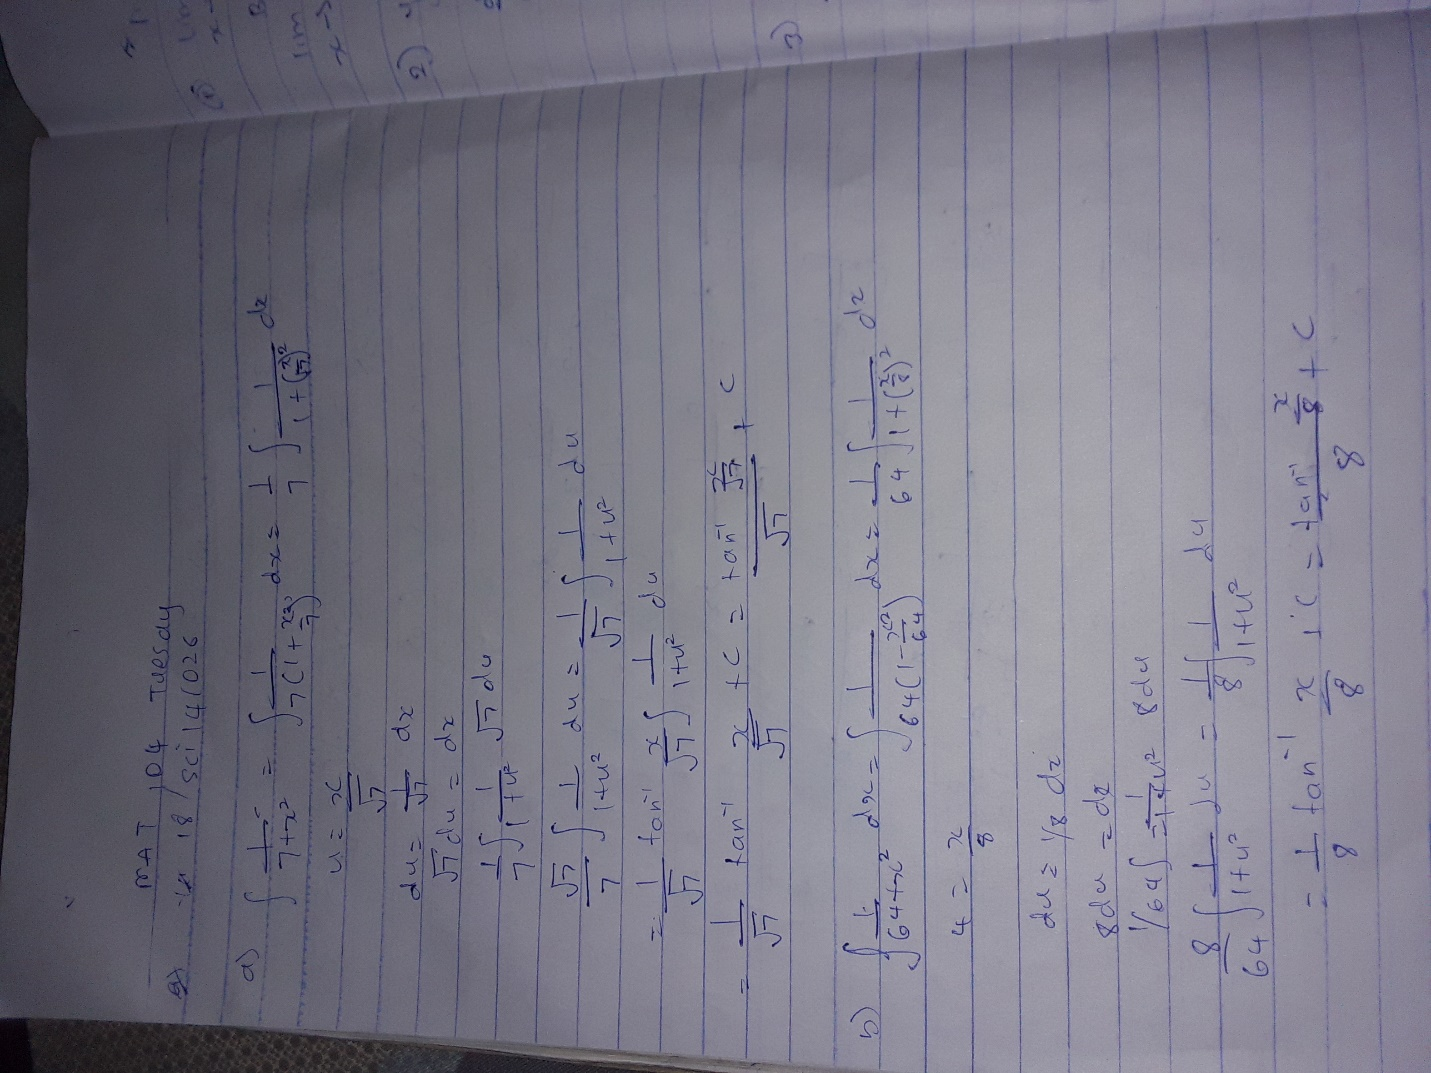 MAT 104 Tuesday
18/sci14/026
a) ∫ 1/(7+x²) = ∫ 1/(7(1+x²/7)) dx = 1/7 ∫ 1/(1+(x/√7)²) dx
u = x/√7
du = 1/√7 dx
√7 du = dx
1/7 ∫ 1/(1+u²) √7 du
√7/7 ∫ 1/(1+u²) du = 1/√7 ∫ 1/(1+u²) du
= 1/√7 tan⁻¹ x/√7 ∫ 1/(1+u²) du
= 1/√7 tan⁻¹ x/√7 + C = (tan⁻¹ x/√7)/√7 + C
b) ∫ 1/(64+x²) dx = ∫ 1/(64(1-x²/64)) dx = 1/64 ∫ 1/(1+(x/8)²) dx
u = x/8
du = 1/8 dx
8du = dx
1/64 ∫ 1/(1+u²) 8du
8/64 ∫ 1/(1+u²) du = 1/8 ∫ 1/(1+u²) du
= 1/8 tan⁻¹ x/8 + C = (tan⁻¹ x/8)/8 + C
lim
x→
2)
3)